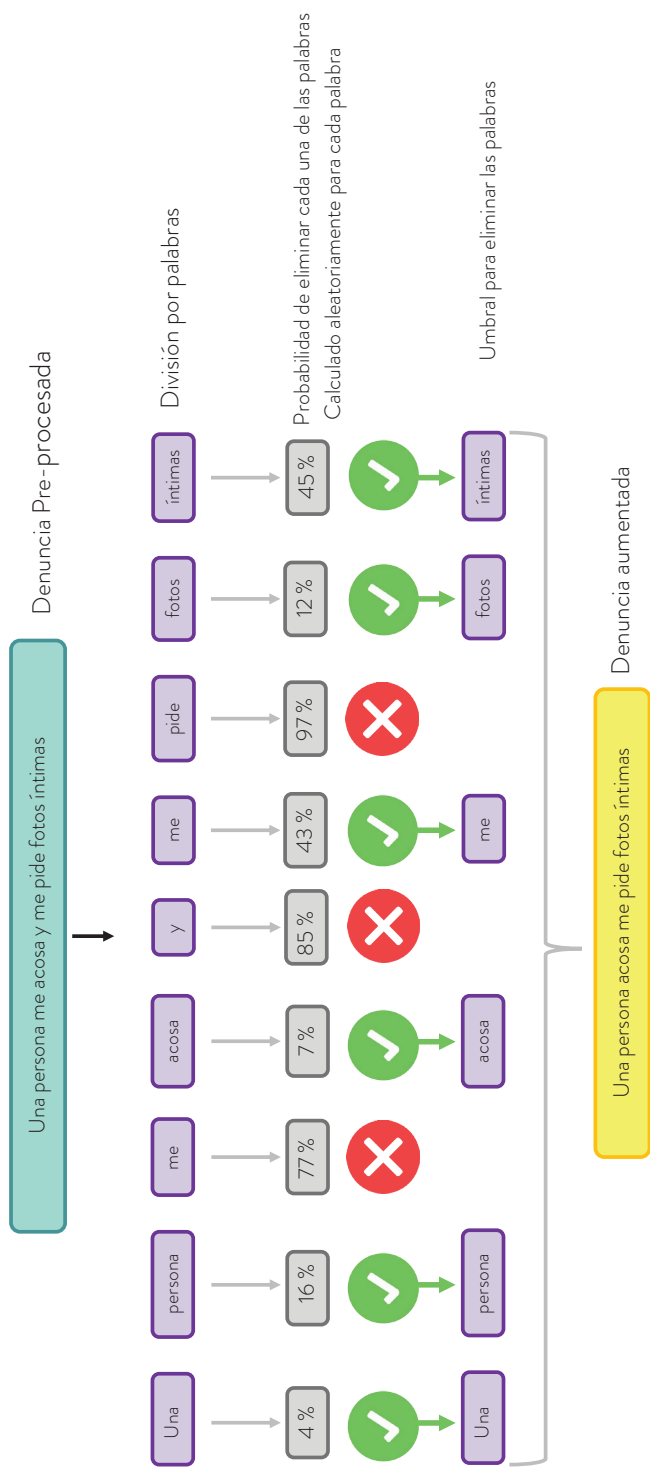 Denuncia Pre-procesada
Una persona me acosa y me pide fotos íntimas
División por palabras
Una
persona
me
acosa
y
me
pide
fotos
íntimas
Probabilidad de eliminar cada una de las palabras
Calculado aleatoriamente para cada palabra
4 %
16 %
77 %
7 %
85 %
43 %
97 %
12 %
45 %
Umbral para eliminar las palabras
Una
persona
acosa
me
fotos
íntimas
Denuncia aumentada
Una persona acosa me pide fotos íntimas